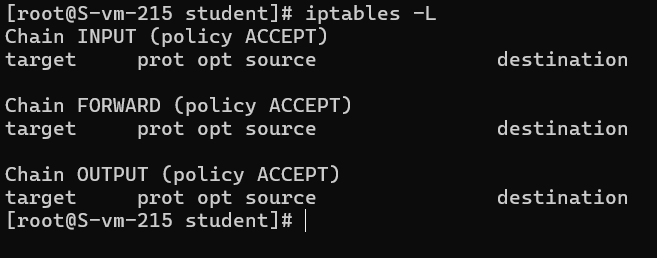 [root@S-vm-215 student]# iptables -L
Chain INPUT (policy ACCEPT)
target     prot opt source               destination

Chain FORWARD (policy ACCEPT)
target     prot opt source               destination

Chain OUTPUT (policy ACCEPT)
target     prot opt source               destination
[root@S-vm-215 student]#